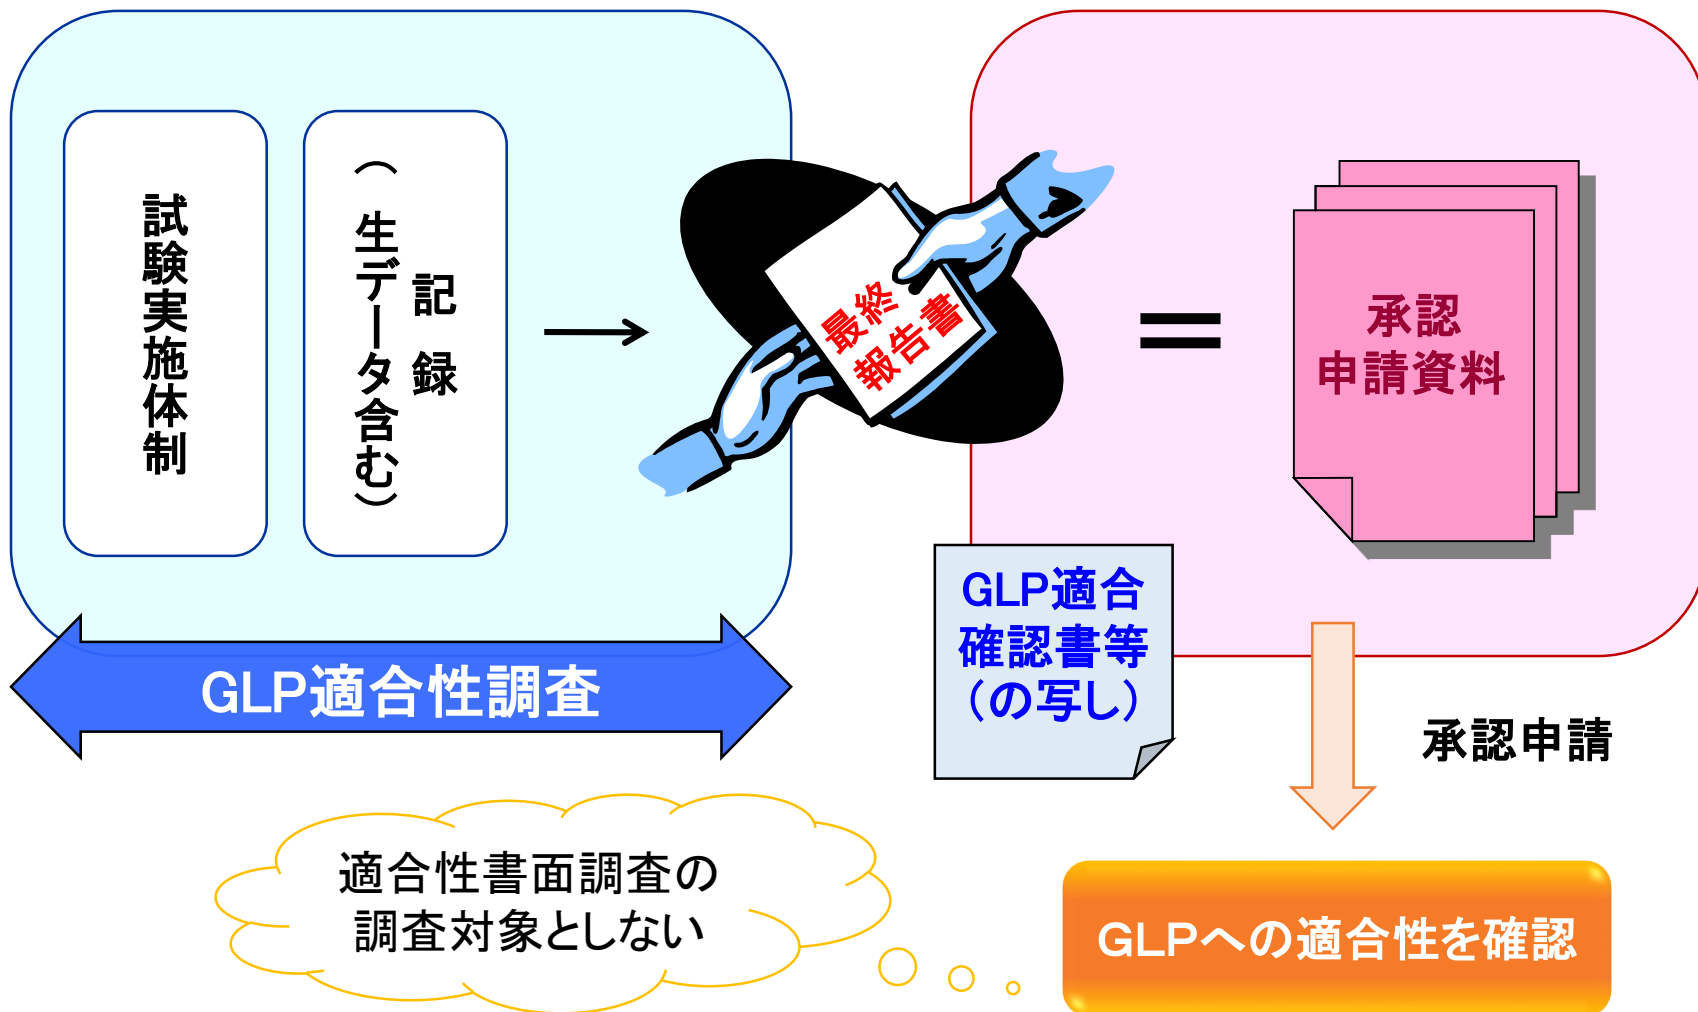 試験実施体制
記録
（生データ含む）
最終
報告書
＝
承認
申請資料
GLP適合性調査
GLP適合
確認書等
（の写し）
承認申請
適合性書面調査の
調査対象としない
GLPへの適合性を確認